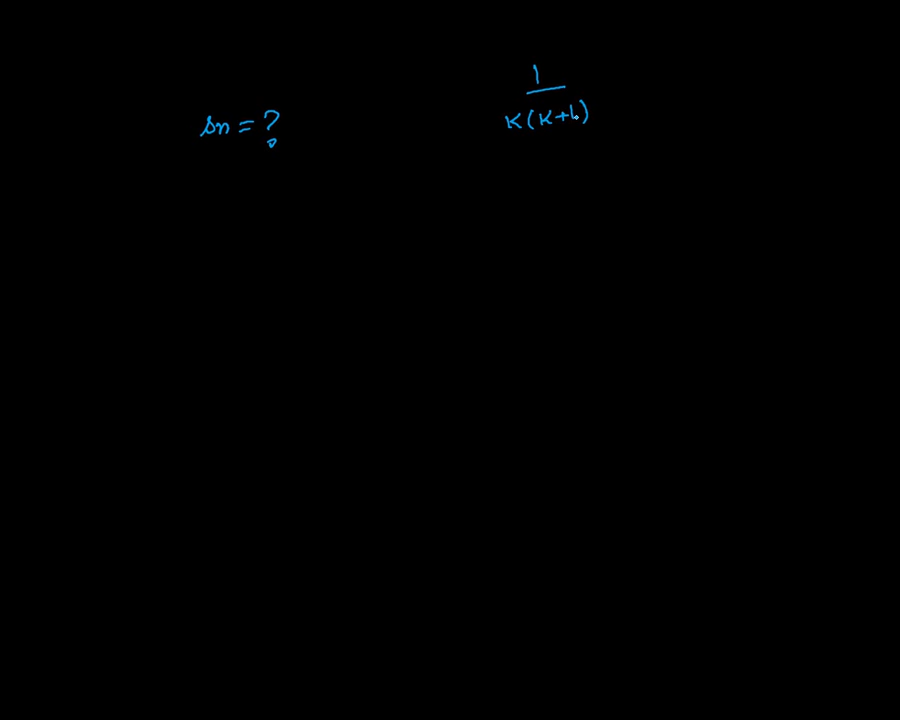 1
sn = ?
K(K+1)